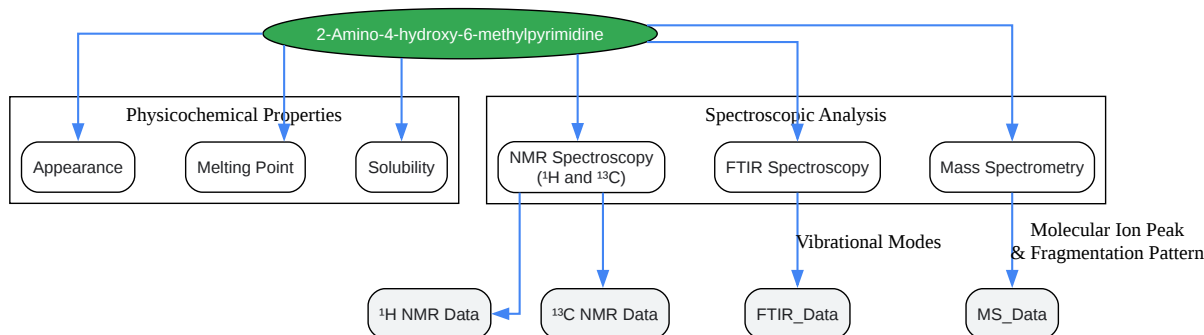 2-Amino-4-hydroxy-6-methylpyrimidine
Physicochemical Properties
Spectroscopic Analysis
Appearance
Melting Point
Solubility
NMR Spectroscopy
(¹H and ¹³C)
FTIR Spectroscopy
Mass Spectrometry
Vibrational Modes
Molecular Ion Peak
& Fragmentation Pattern
¹H NMR Data
¹³C NMR Data
FTIR_Data
MS_Data